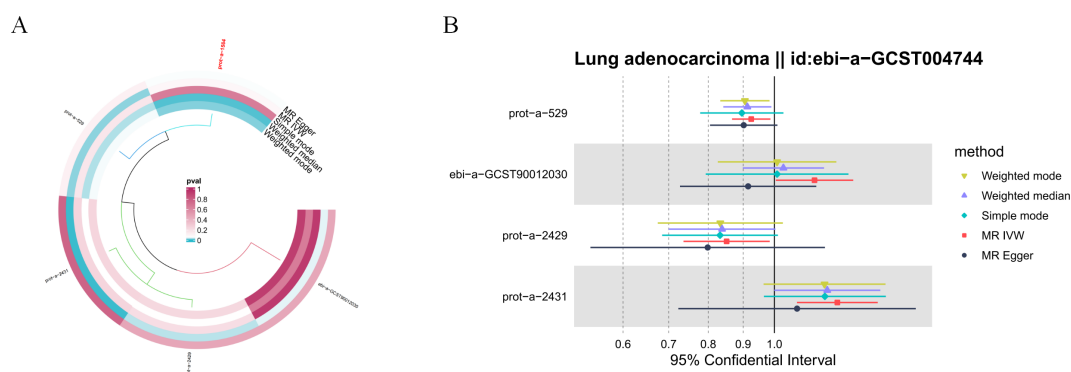 A
prot-a-1584
MR Egger
MR IVW
Simple mode
Weighted median
Weighted mode
prot-a-529
pval
1
0.8
0.6
0.4
0.2
0
prot-a-2431
ebi-a-GCST90012030
B
Lung adenocarcinoma || id:ebi−a−GCST004744
prot−a−529
ebi−a−GCST90012030
prot−a−2429
prot−a−2431
0.6
0.7
0.8
0.9
1.0
95% Confidential Interval
method
Weighted mode
Weighted median
Simple mode
MR IVW
MR Egger